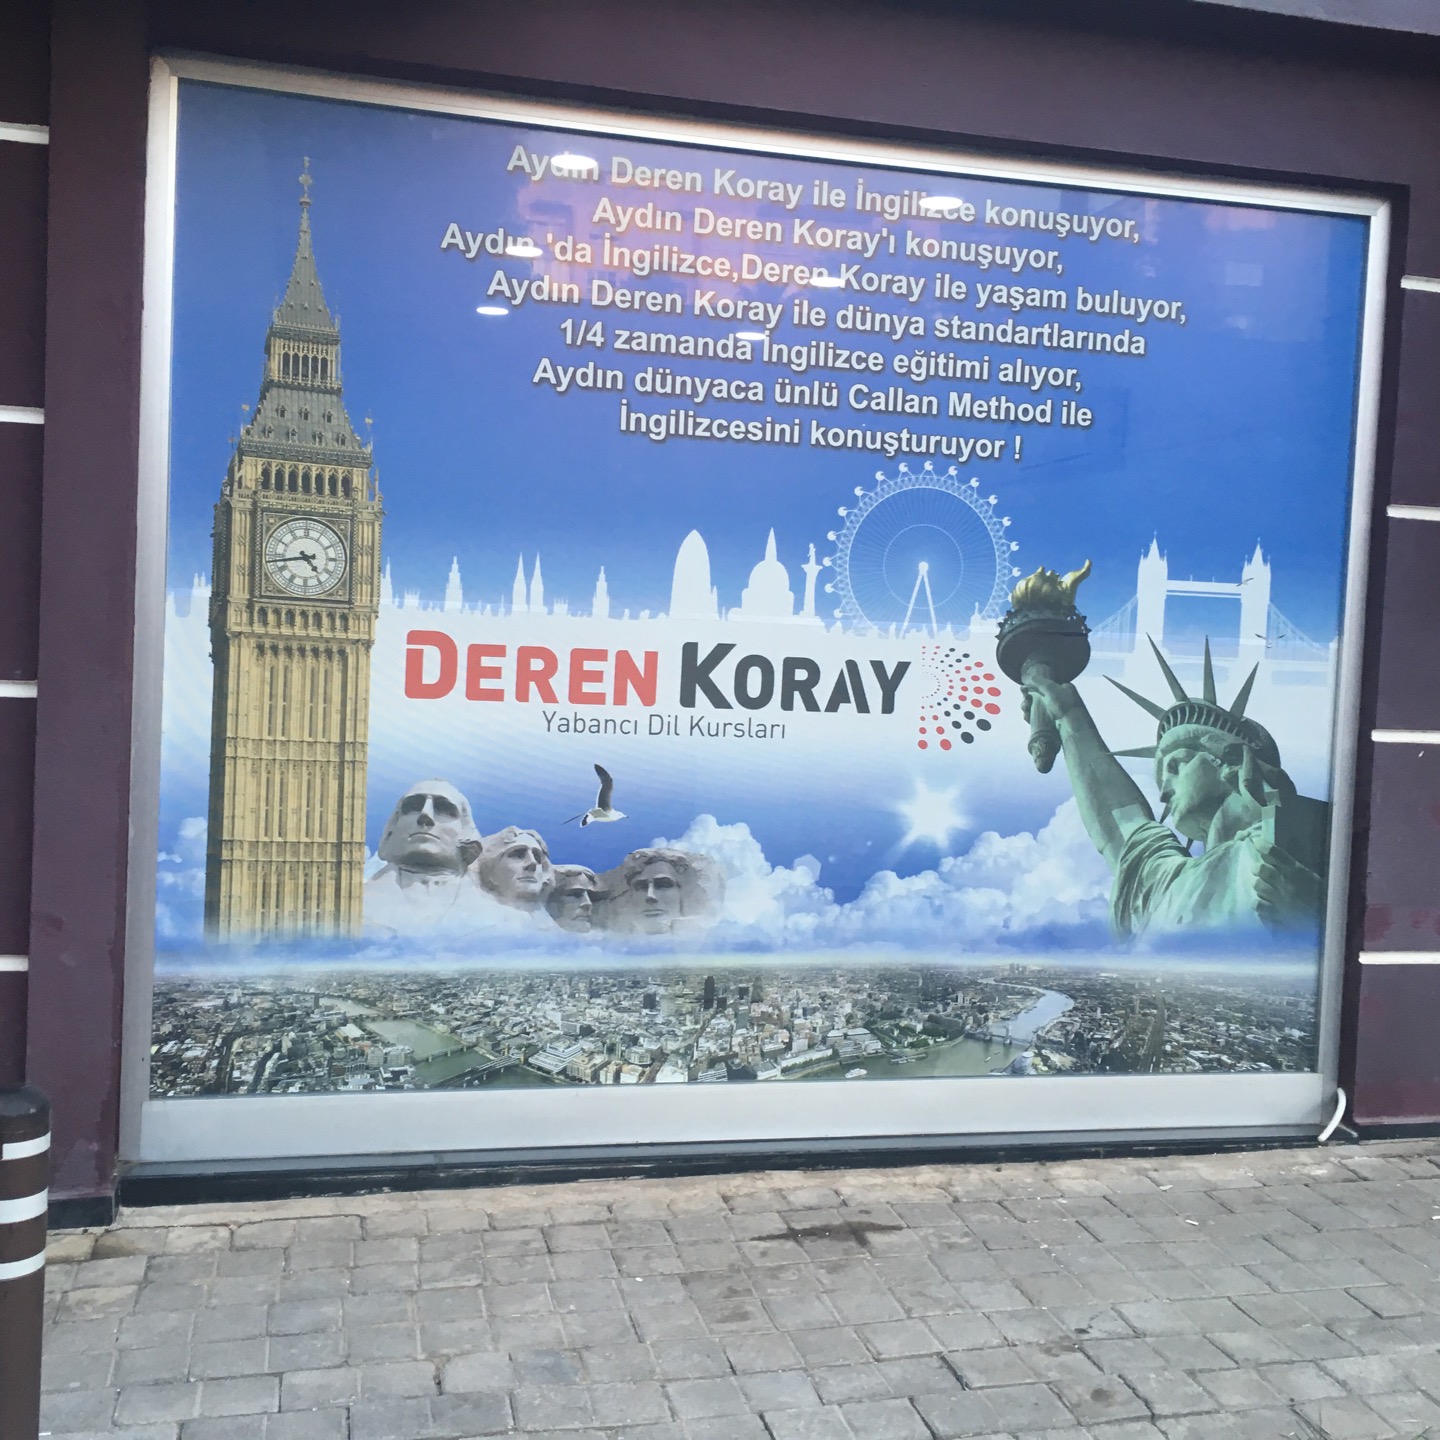 Aydın Deren Koray ile İngilizce konuşuyor,
Aydın Deren Koray'ı konuşuyor,
Aydın 'da İngilizce,Deren Koray ile yaşam buluyor,
Aydın Deren Koray ile dünya standartlarında
1/4 zamanda İngilizce eğitimi alıyor,
Aydın dünyaca ünlü Callan Method ile
İngilizcesini konuşturuyor !
DEREN KORAY
Yabancı Dil Kursları